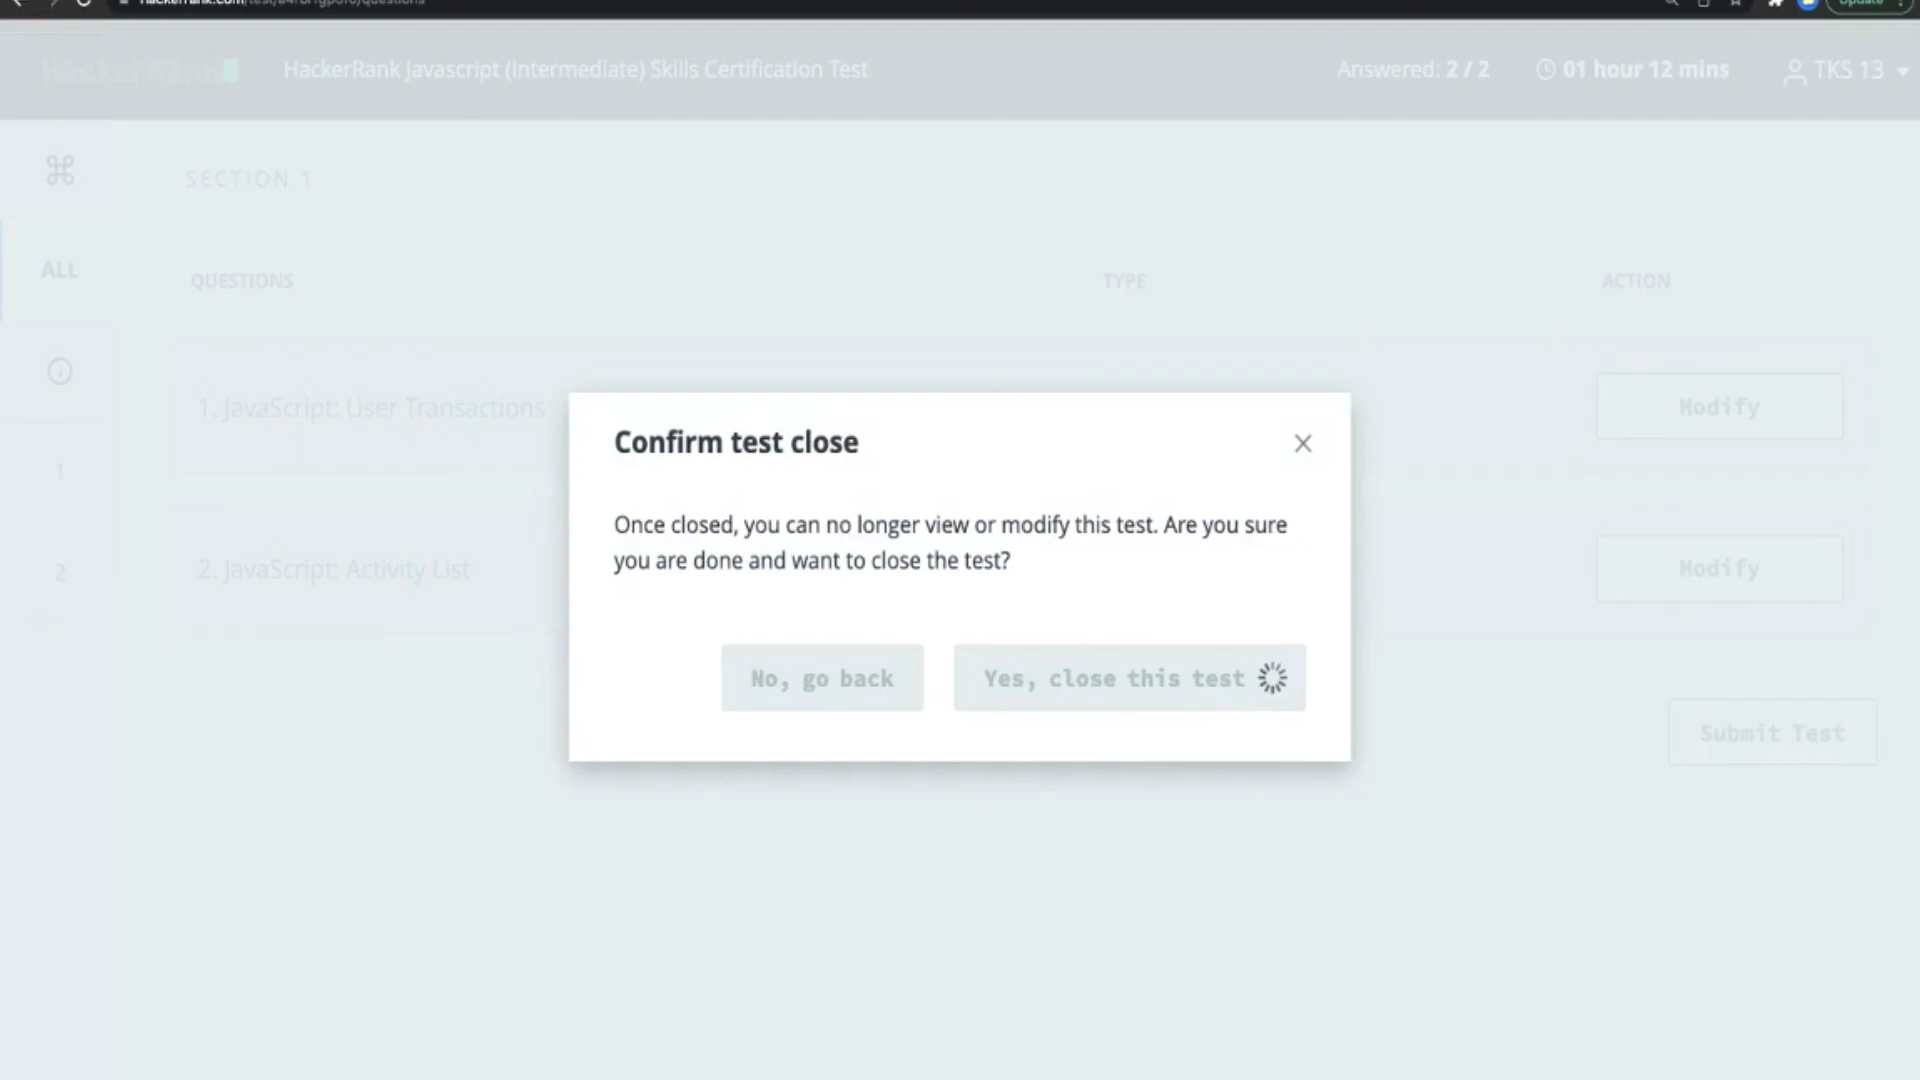 Update
HackerRank
HackerRank Javascript (Intermediate) Skills Certification Test
Answered: 2 / 2
01 hour 12 mins
TKS 13
SECTION 1
ALL
QUESTIONS
TYPE
ACTION
1. JavaScript: User Transactions
Modify
1
2. JavaScript: Activity List
Modify
2
Confirm test close
Once closed, you can no longer view or modify this test. Are you sure
you are done and want to close the test?
No, go back
Yes, close this test
Submit Test